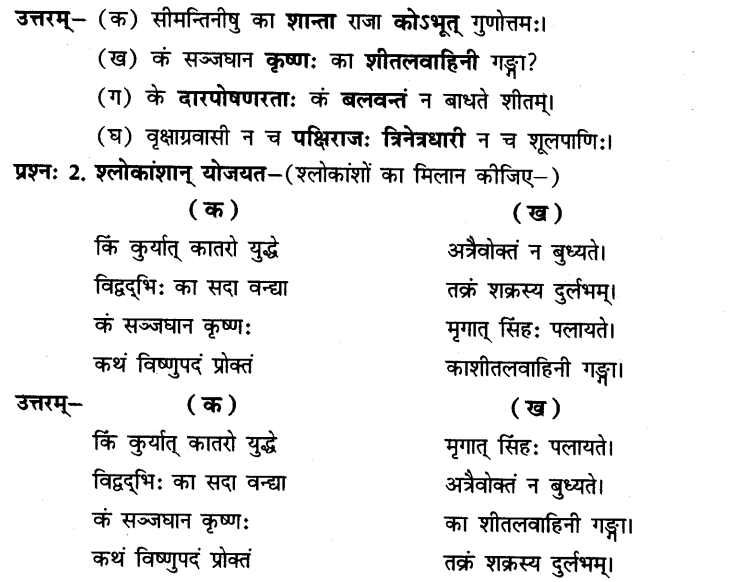 उत्तरम्– (क) सीमन्तिनीषु का शान्ता राजा कोऽभूत् गुणोत्तमः।
(ख) कं सञ्जघान कृष्णः का शीतलवाहिनी गङ्गा?
(ग) के दारपोषणरताः कं बलवन्तं न बाधते शीतम्।
(घ) वृक्षाग्रवासी न च पक्षिराजः त्रिनेत्रधारी न च शूलपाणिः।
प्रश्नः 2. श्लोकांशान् योजयत–(श्लोकांशों का मिलान कीजिए–)
(क) (ख)
किं कुर्यात् कातरो युद्धे अत्रैवोक्तं न बुध्यते।
विद्वद्भिः का सदा वन्द्या तक्रं शक्रस्य दुर्लभम्।
कं सञ्जघान कृष्णः मृगात् सिंहः पलायते।
कथं विष्णुपदं प्रोक्तं काशीतलवाहिनी गङ्गा।
उत्तरम्– (क) (ख)
किं कुर्यात् कातरो युद्धे मृगात् सिंहः पलायते।
विद्वद्भिः का सदा वन्द्या अत्रैवोक्तं न बुध्यते।
कं सञ्जघान कृष्णः का शीतलवाहिनी गङ्गा।
कथं विष्णुपदं प्रोक्तं तक्रं शक्रस्य दुर्लभम्।